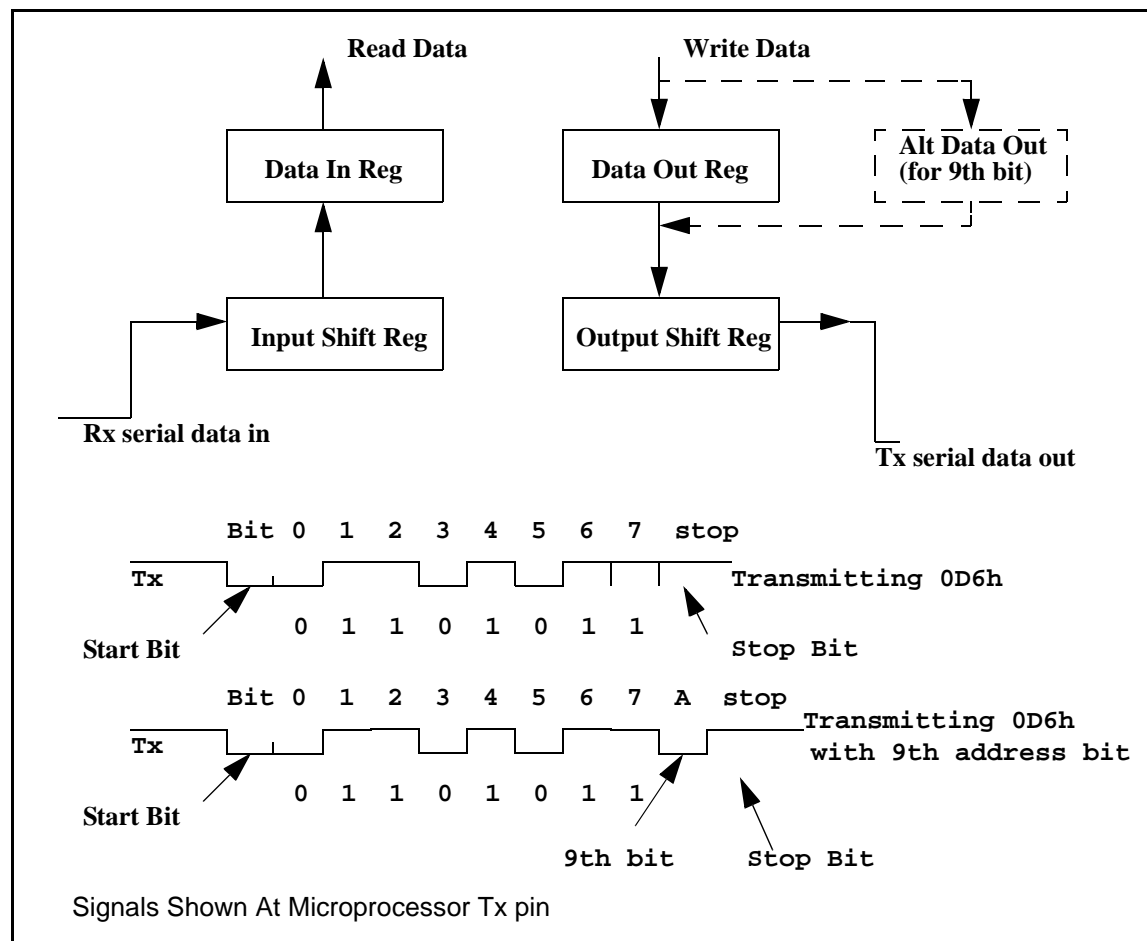 Read Data
Write Data
Data In Reg
Data Out Reg
Alt Data Out
(for 9th bit)
Input Shift Reg
Output Shift Reg
Rx serial data in
Tx serial data out
Bit 0 1 2 3 4 5 6 7 stop
Tx
Transmitting 0D6h
0 1 1 0 1 0 1 1
Start Bit
Stop Bit
Bit 0 1 2 3 4 5 6 7 A stop
Tx
Transmitting 0D6h
with 9th address bit
0 1 1 0 1 0 1 1
Start Bit
9th bit
Stop Bit
Signals Shown At Microprocessor Tx pin